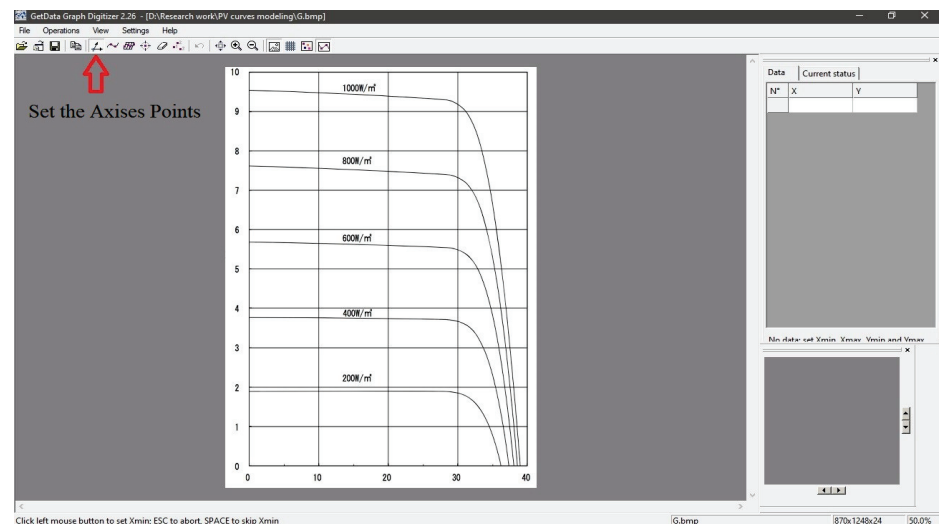 GetData Graph Digitizer 2.26 - [D:\Research work\PV curves modeling\G.bmp]
File Operations View Settings Help
Set the Axises Points
Data Current status
N° X Y
10
9
8
7
6
5
4
3
2
1
0
1000W/㎡
800W/㎡
600W/㎡
400W/㎡
200W/㎡
0 10 20 30 40
No data: set Xmin, Xmax, Ymin and Ymax
Click left mouse button to set Xmin; ESC to abort, SPACE to skip Xmin
G.bmp 870x1248x24 50.0%